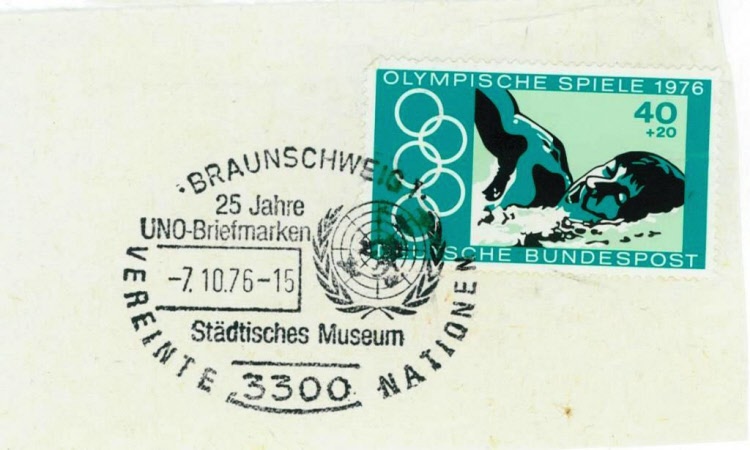 OLYMPISCHE SPIELE 1976
40
+20
BUNDESPOST
BRAUNSCHWEIG
25 Jahre
UNO-Briefmarken
-7.10.76-15
Städtisches Museum
VEREINTE NATIONEN
3300